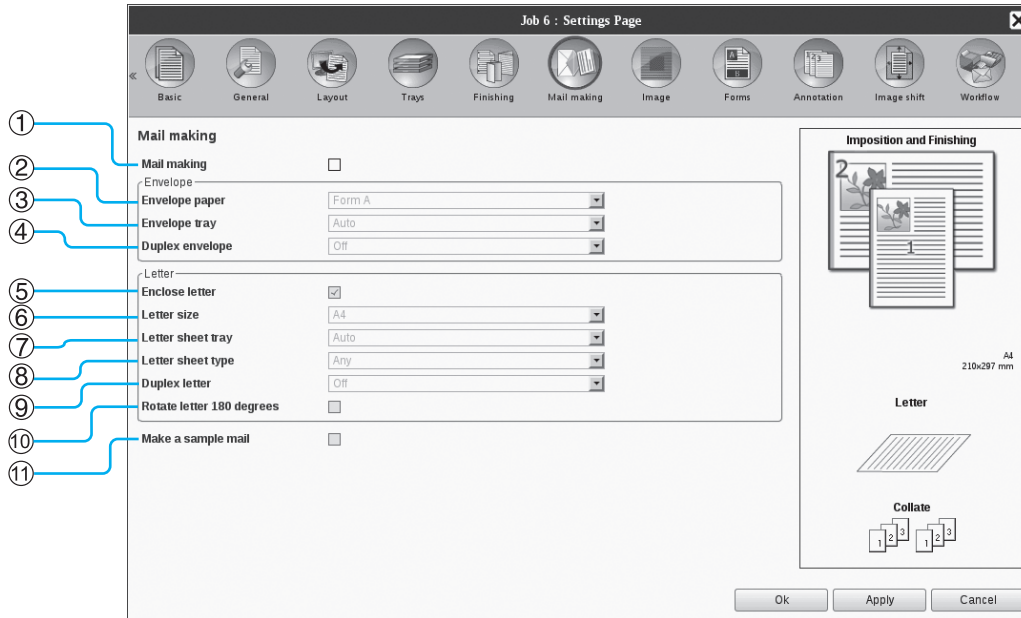 Job 6 : Settings Page
«
Basic General Layout Trays Finishing Mail making Image Forms Annotation Image shift Workflow
Mail making
① Mail making
Envelope
② Envelope paper Form A
③ Envelope tray Auto
④ Duplex envelope Off
Letter
⑤ Enclose letter
⑥ Letter size A4
⑦ Letter sheet tray Auto
⑧ Letter sheet type Any
⑨ Duplex letter Off
⑩ Rotate letter 180 degrees
⑪ Make a sample mail
Imposition and Finishing
2
1
A4
210x297 mm
Letter
Collate
1 2 3 1 2 3
Ok Apply Cancel